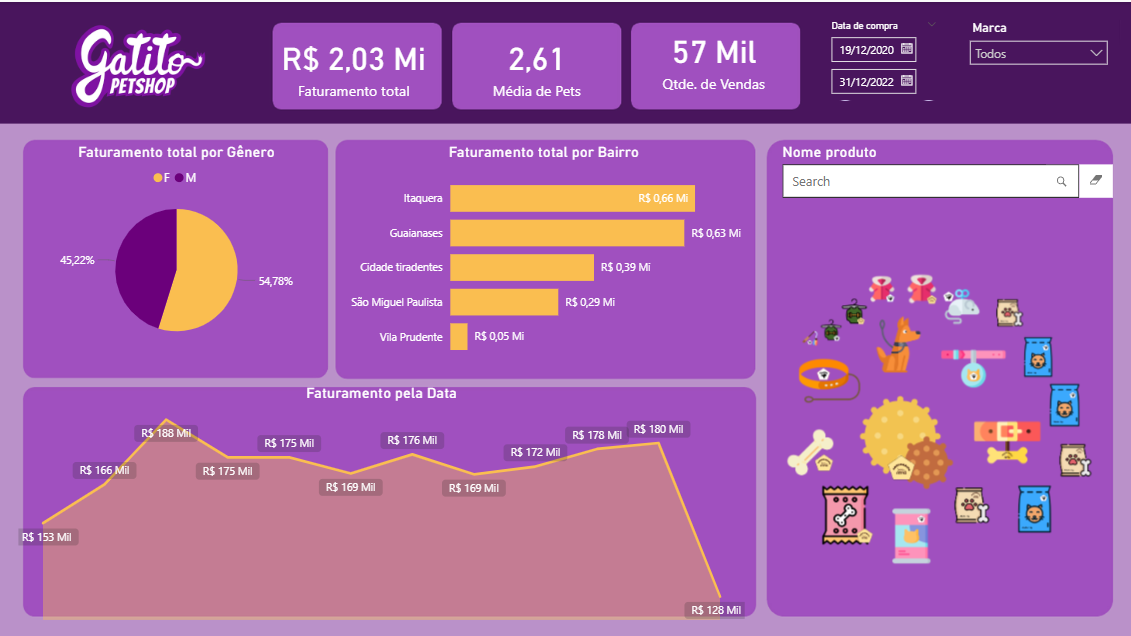 Gatito
PETSHOP
R$ 2,03 Mi
Faturamento total
2,61
Média de Pets
57 Mil
Qtde. de Vendas
Data de compra
19/12/2020
31/12/2022
Marca
Todos
Faturamento total por Gênero
F M
45,22%
54,78%
Faturamento total por Bairro
Itaquera R$ 0,66 Mi
Guaianases R$ 0,63 Mi
Cidade tiradentes R$ 0,39 Mi
São Miguel Paulista R$ 0,29 Mi
Vila Prudente R$ 0,05 Mi
Nome produto
Search
Faturamento pela Data
R$ 153 Mil
R$ 166 Mil
R$ 188 Mil
R$ 175 Mil
R$ 175 Mil
R$ 169 Mil
R$ 176 Mil
R$ 169 Mil
R$ 172 Mil
R$ 178 Mil
R$ 180 Mil
R$ 128 Mil